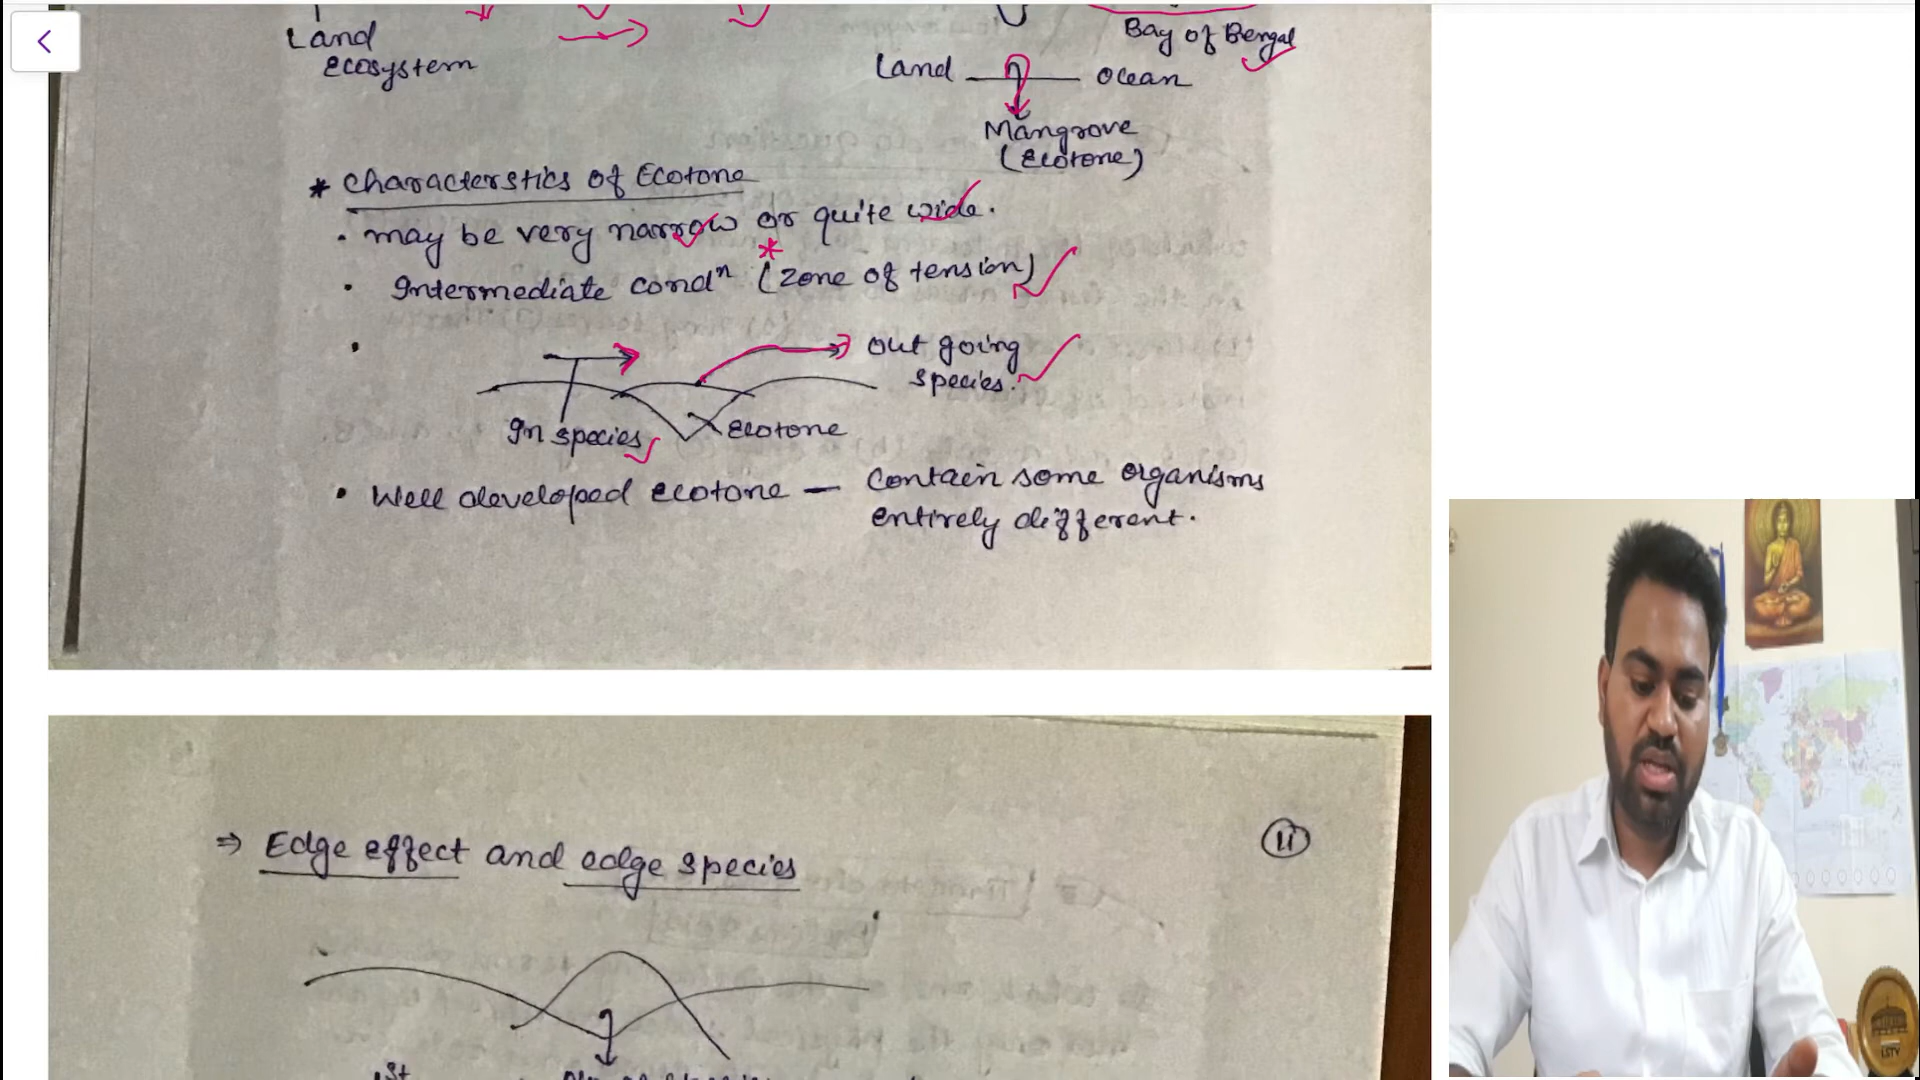 Land
ecosystem
Bay of Bengal
Land
Ocean
Mangrove
(Ecotone)
* Characterstics of Ecotone
· may be very narrow or quite wide.
*
· Intermediate condⁿ (zone of tension)
·
Out going
species.
In species
Ecotone
· Well developed ecotone — Contain some organisms
entirely different.
⇒ Edge effect and edge species
11
1st
LSTV